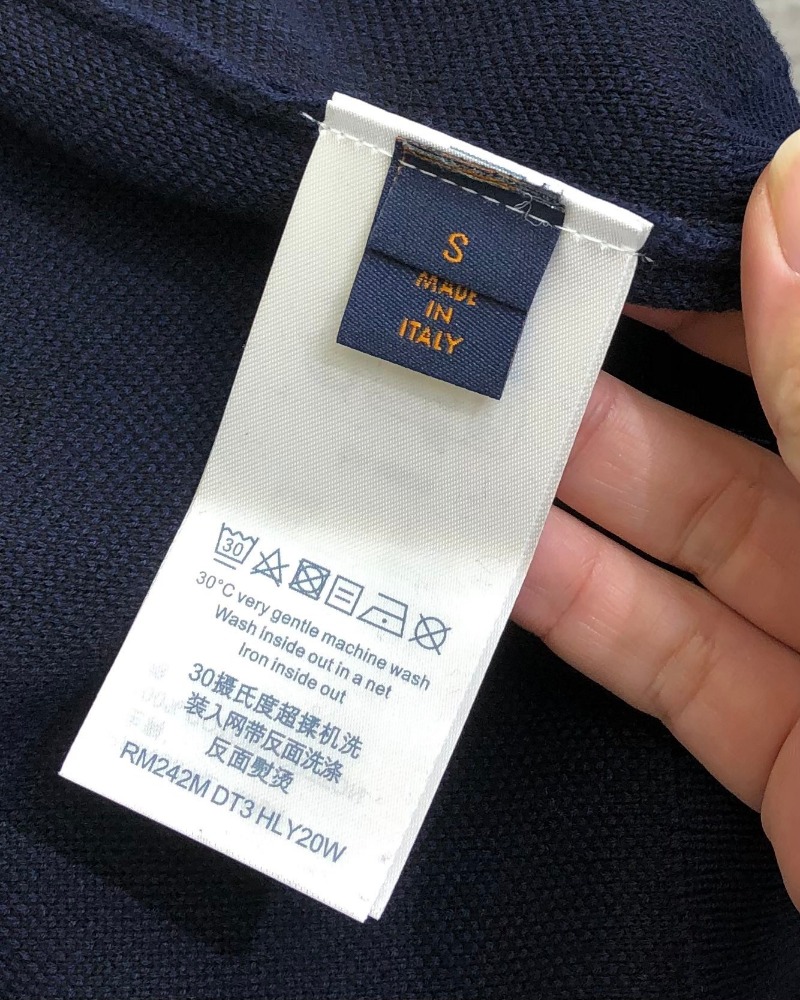 S
MADE
IN
ITALY
30
30°C very gentle machine wash
Wash inside out in a net
Iron inside out
30摄氏度超揉机洗
装入网带反面洗涤
反面熨烫
RM242M DT3 HLY20W